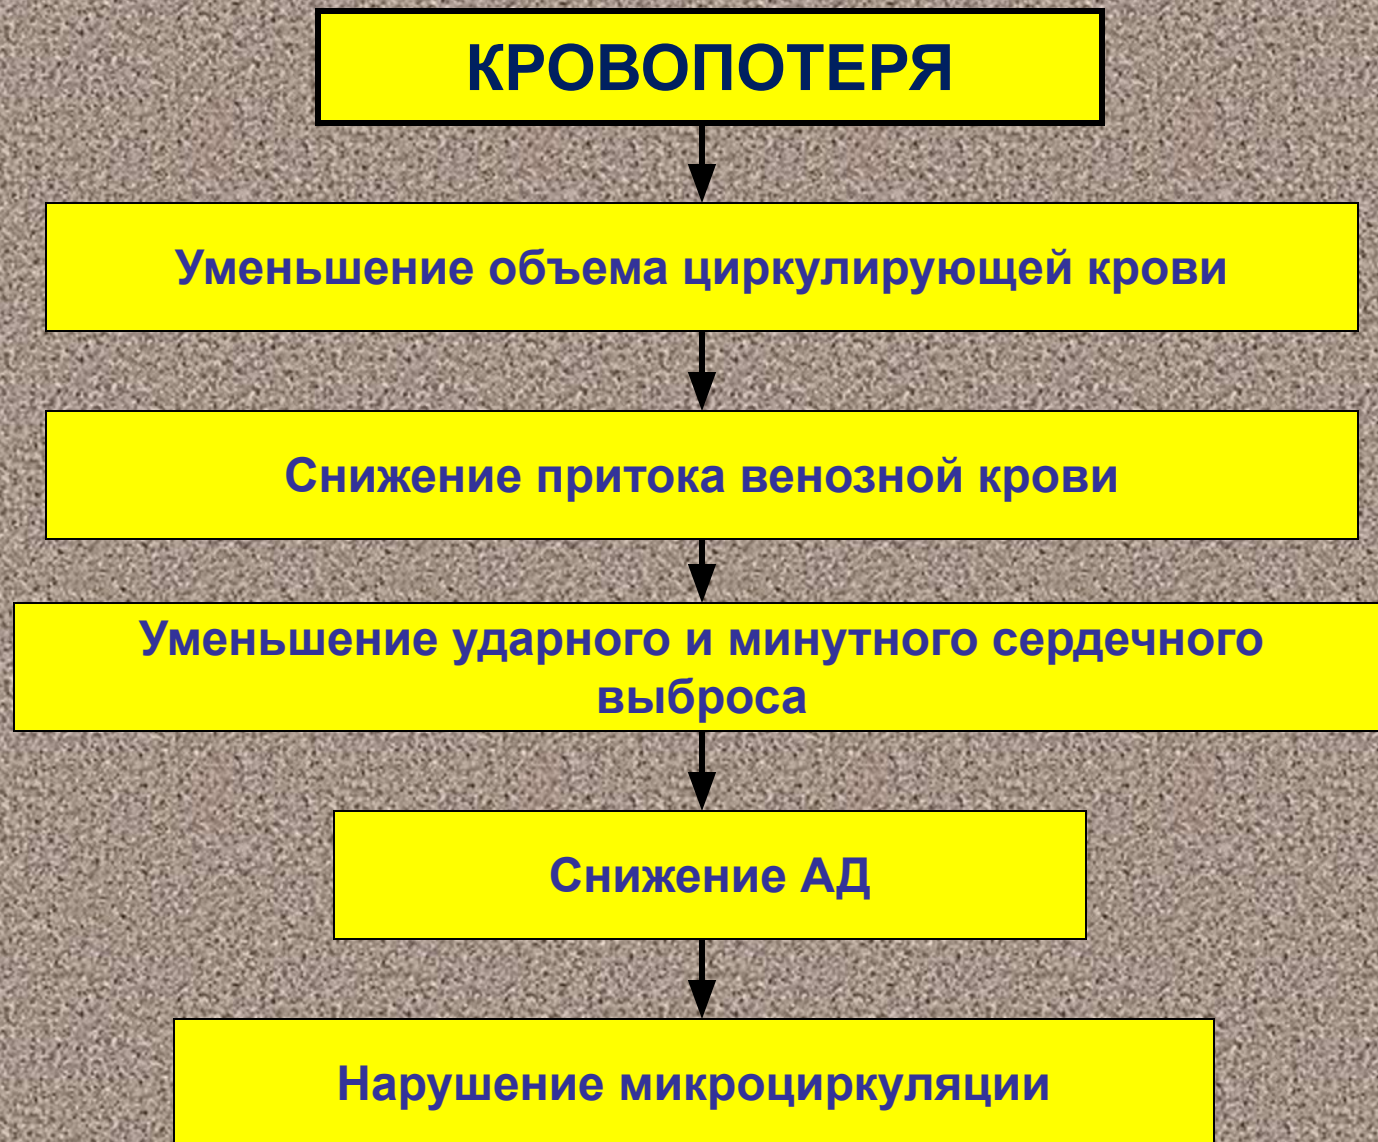 КРОВОПОТЕРЯ
Уменьшение объема циркулирующей крови
Снижение притока венозной крови
Уменьшение ударного и минутного сердечного
выброса
Снижение АД
Нарушение микроциркуляции